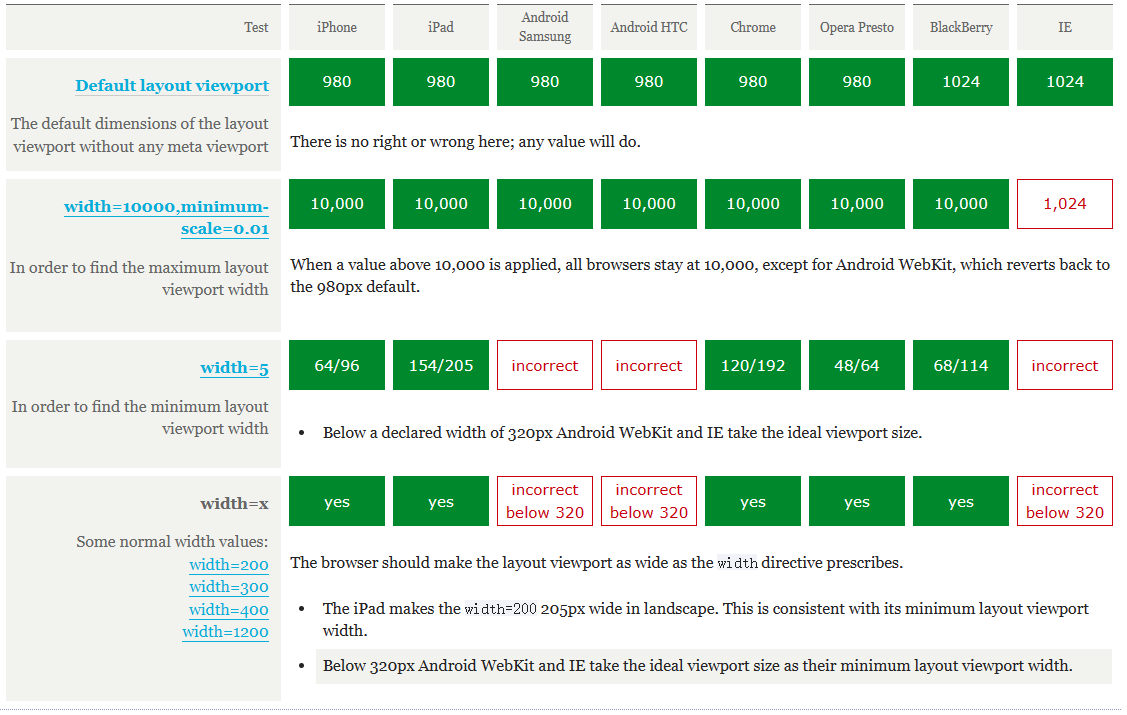 Test iPhone iPad Android Samsung Android HTC Chrome Opera Presto BlackBerry IE
Default layout viewport 980 980 980 980 980 980 1024 1024
The default dimensions of the layout
viewport without any meta viewport
There is no right or wrong here; any value will do.
width=10000,minimum-
scale=0.01
10,000 10,000 10,000 10,000 10,000 10,000 10,000 1,024
In order to find the maximum layout
viewport width
When a value above 10,000 is applied, all browsers stay at 10,000, except for Android WebKit, which reverts back to
the 980px default.
width=5 64/96 154/205 incorrect incorrect 120/192 48/64 68/114 incorrect
In order to find the minimum layout
viewport width
• Below a declared width of 320px Android WebKit and IE take the ideal viewport size.
width=x yes yes incorrect below 320 incorrect below 320 yes yes yes incorrect below 320
Some normal width values:
width=200
width=300
width=400
width=1200
The browser should make the layout viewport as wide as the width directive prescribes.
• The iPad makes the width=200 205px wide in landscape. This is consistent with its minimum layout viewport
width.
• Below 320px Android WebKit and IE take the ideal viewport size as their minimum layout viewport width.